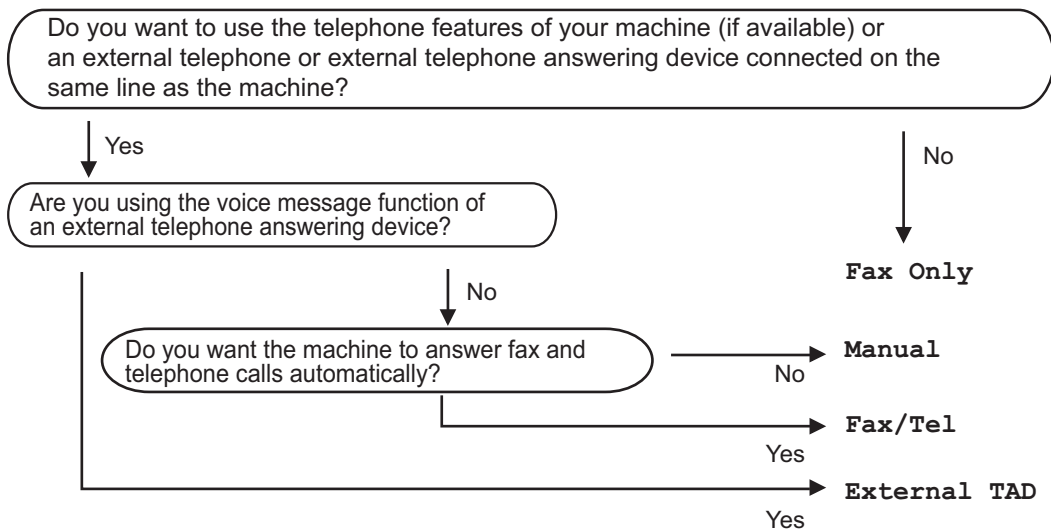 Do you want to use the telephone features of your machine (if available) or
an external telephone or external telephone answering device connected on the
same line as the machine?
Yes
No
Are you using the voice message function of
an external telephone answering device?
Fax Only
No
Do you want the machine to answer fax and
telephone calls automatically?
Manual
No
Fax/Tel
Yes
External TAD
Yes